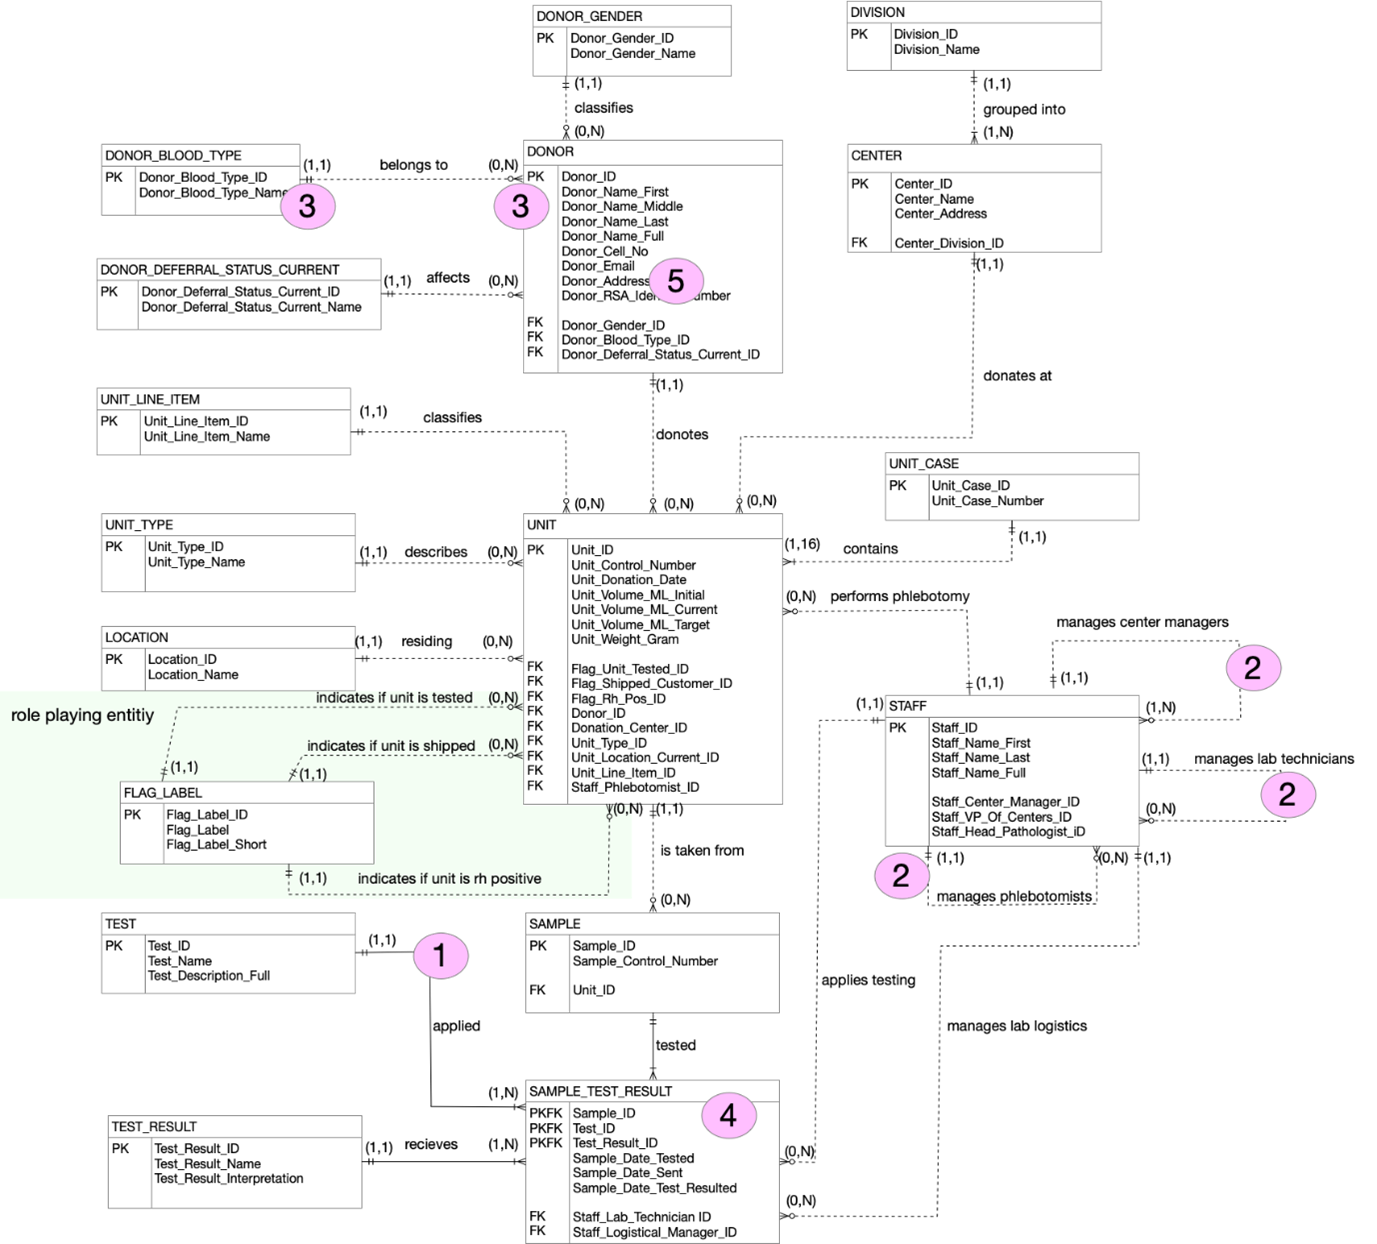 DONOR_GENDER
PK Donor_Gender_ID
Donor_Gender_Name
(1,1)
classifies
(0,N)
DIVISION
PK Division_ID
Division_Name
(1,1)
grouped into
(1,N)
DONOR_BLOOD_TYPE
PK Donor_Blood_Type_ID
Donor_Blood_Type_Name
(1,1) belongs to (0,N)
3
3
DONOR
PK Donor_ID
Donor_Name_First
Donor_Name_Middle
Donor_Name_Last
Donor_Name_Full
Donor_Cell_No
Donor_Email
Donor_Address
5
FK Donor_Gender_ID
FK Donor_Blood_Type_ID
FK Donor_Deferral_Status_Current_ID
CENTER
PK Center_ID
Center_Name
Center_Address
FK Center_Division_ID
(1,1)
donates at
(0,N)
DONOR_DEFERRAL_STATUS_CURRENT
PK Donor_Deferral_Status_Current_ID
Donor_Deferral_Status_Current_Name
(1,1) affects (0,N)
(1,1)
donotes
(0,N)
UNIT_LINE_ITEM
PK Unit_Line_Item_ID
Unit_Line_Item_Name
(1,1) classifies
(0,N)
UNIT_CASE
PK Unit_Case_ID
Unit_Case_Number
(1,1)
contains
(1,16)
UNIT_TYPE
PK Unit_Type_ID
Unit_Type_Name
(1,1) describes (0,N)
UNIT
PK Unit_ID
Unit_Control_Number
Unit_Donation_Date
Unit_Volume_ML_Initial
Unit_Volume_ML_Current
Unit_Volume_ML_Target
Unit_Weight_Gram
FK Flag_Unit_Tested_ID
FK Flag_Shipped_Customer_ID
FK Flag_Rh_Pos_ID
FK Donor_ID
FK Donation_Center_ID
FK Unit_Type_ID
FK Unit_Location_Current_ID
FK Unit_Line_Item_ID
FK Staff_Phlebotomist_ID
LOCATION
PK Location_ID
Location_Name
(1,1) residing (0,N)
(0,N) performs phlebotomy
(1,1)
manages center managers
(1,1)
2
(1,N)
STAFF
PK Staff_ID
Staff_Name_First
Staff_Name_Last
Staff_Name_Full
Staff_Center_Manager_ID
Staff_VP_Of_Centers_ID
Staff_Head_Pathologist_iD
(1,1) manages lab technicians
2
(0,N)
2
(1,1) (0,N)
manages phlebotomists
role playing entitiy
indicates if unit is tested (0,N)
(1,1)
indicates if unit is shipped (0,N)
(1,1)
FLAG_LABEL
PK Flag_Label_ID
Flag_Label
Flag_Label_Short
(1,1) indicates if unit is rh positive
(0,N)
(1,1)
is taken from
(0,N)
TEST
PK Test_ID
Test_Name
Test_Description_Full
(1,1)
1
applied
(1,N)
SAMPLE
PK Sample_ID
Sample_Control_Number
FK Unit_ID
tested
(1,1)
applies testing
(0,N)
(1,1)
manages lab logistics
(0,N)
SAMPLE_TEST_RESULT
4
PKFK Sample_ID
PKFK Test_ID
PKFK Test_Result_ID
Sample_Date_Tested
Sample_Date_Sent
Sample_Date_Test_Resulted
FK Staff_Lab_Technician ID
FK Staff_Logistical_Manager_ID
TEST_RESULT
PK Test_Result_ID
Test_Result_Name
Test_Result_Interpretation
(1,1) recieves (1,N)